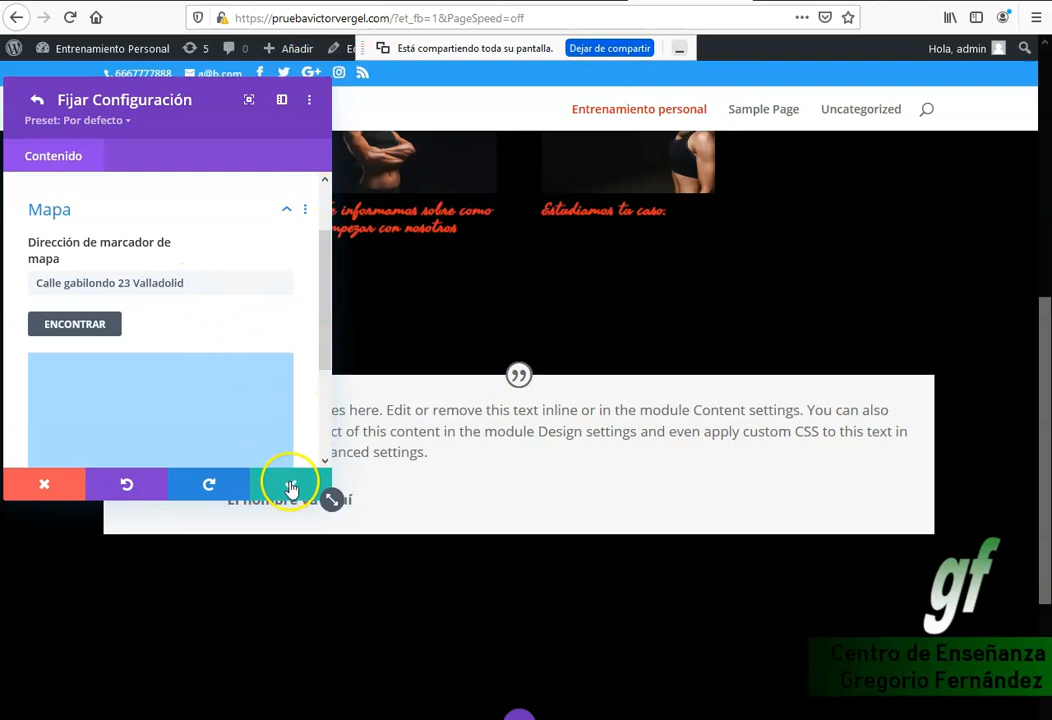 https://pruebavictorvergel.com/?et_fb=1&PageSpeed=off
Entrenamiento Personal
5
0
Añadir
Está compartiendo toda su pantalla.
Dejar de compartir
Hola, admin
6667777888
a@b.com
G+
Fijar Configuración
Preset: Por defecto
Entrenamiento personal
Sample Page
Uncategorized
Contenido
Mapa
informamos sobre como
con nosotros
Estudiamos tu caso.
Dirección de marcador de
mapa
Calle gabilondo 23 Valladolid
ENCONTRAR
es here. Edit or remove this text inline or in the module Content settings. You can also
ct of this content in the module Design settings and even apply custom CSS to this text in
anced settings.
gf
Centro de Enseñanza
Gregorio Fernández